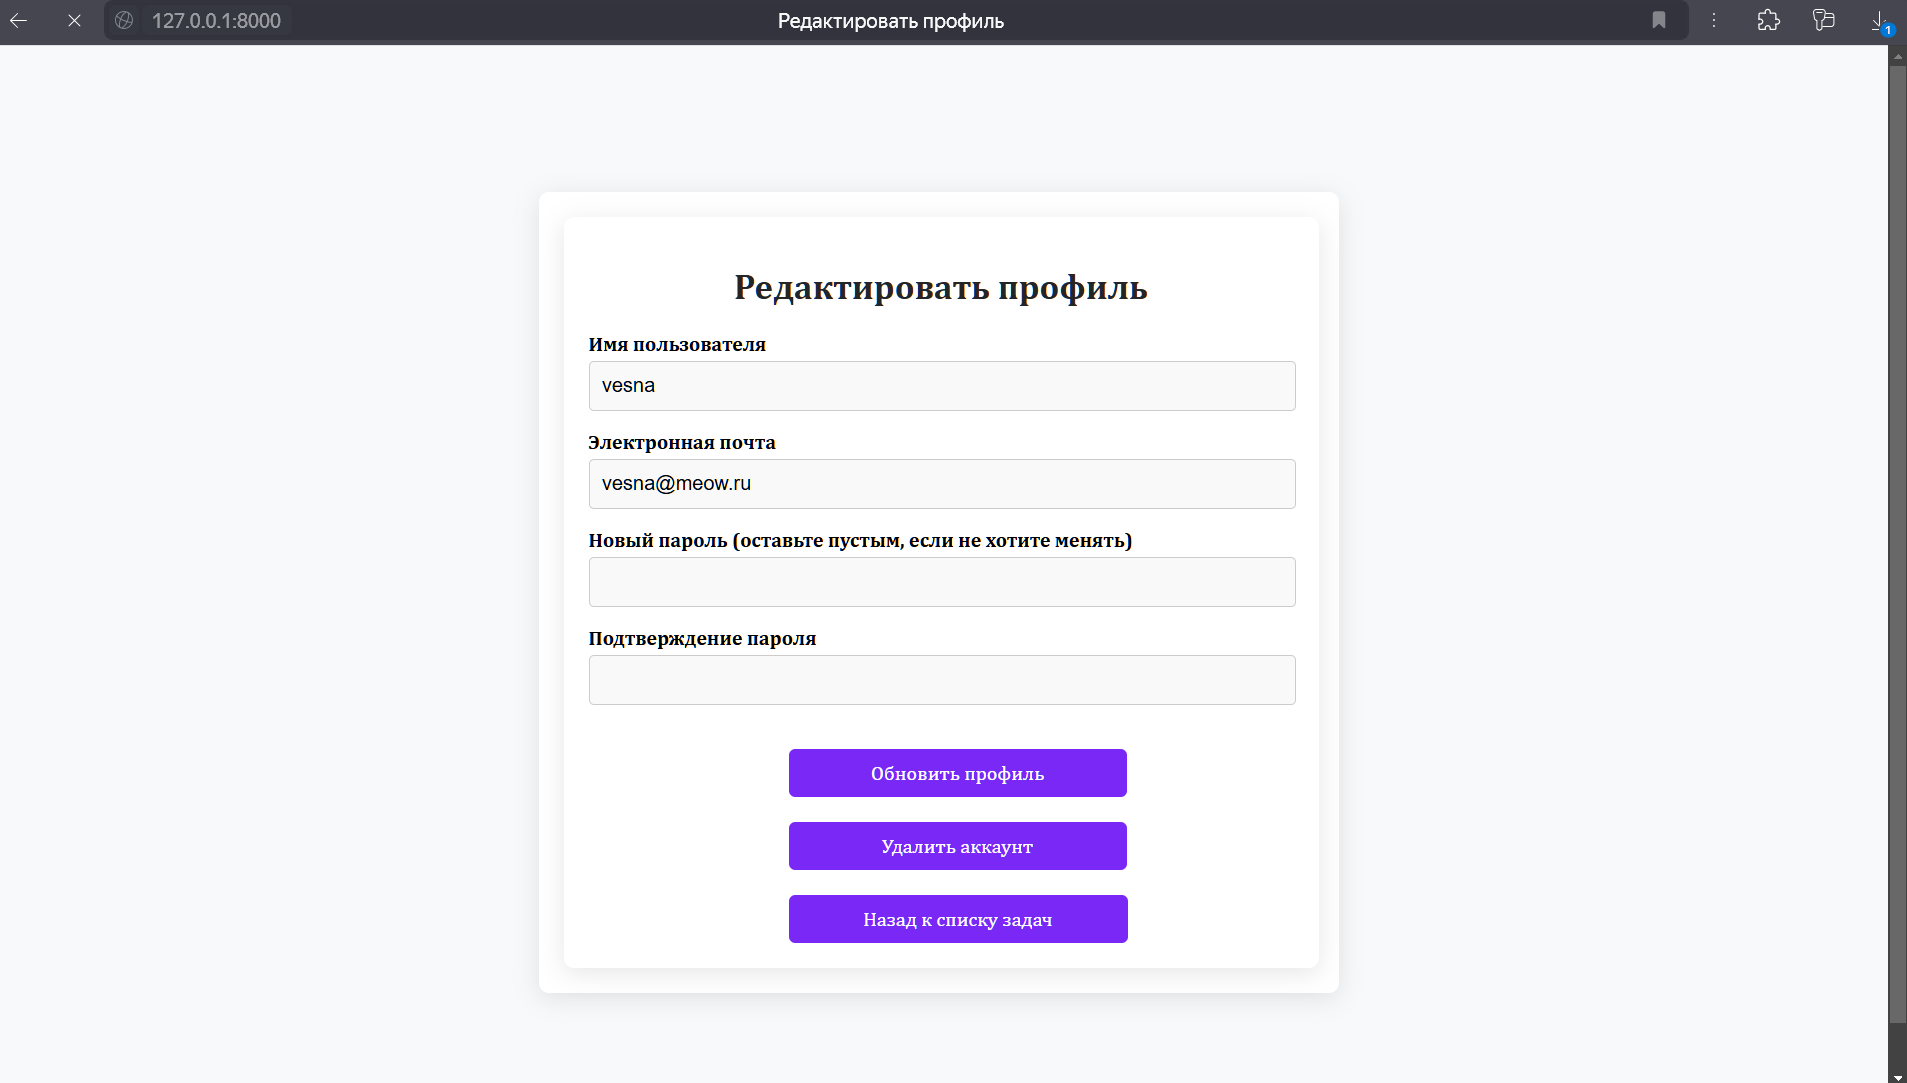 127.0.0.1:8000
Редактировать профиль
1
Редактировать профиль
Имя пользователя
vesna
Электронная почта
vesna@meow.ru
Новый пароль (оставьте пустым, если не хотите менять)
Подтверждение пароля
Обновить профиль
Удалить аккаунт
Назад к списку задач